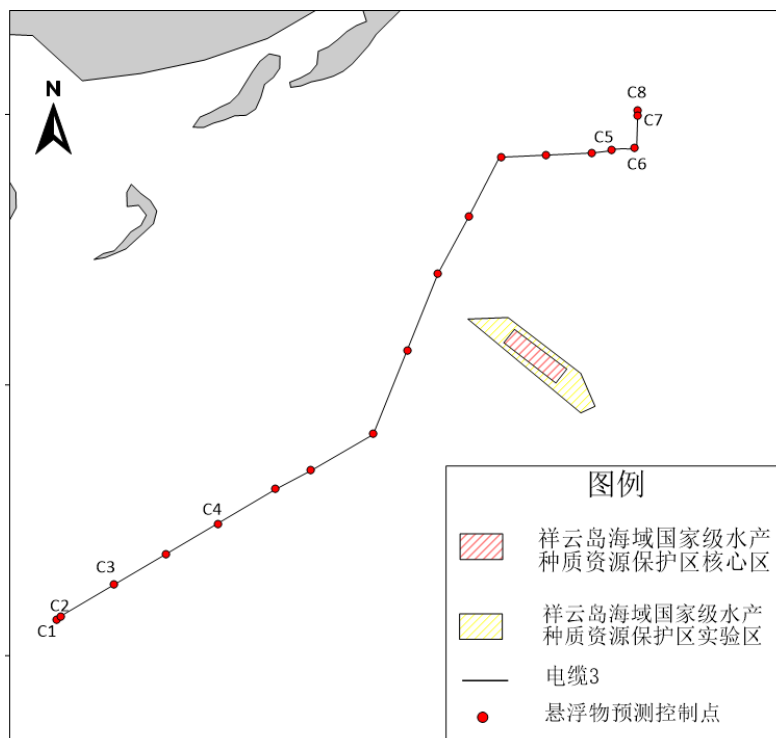 N
C8
C7
C5
C6
C4
C3
C2
C1
图例
祥云岛海域国家级水产
种质资源保护区核心区
祥云岛海域国家级水产
种质资源保护区实验区
电缆3
悬浮物预测控制点